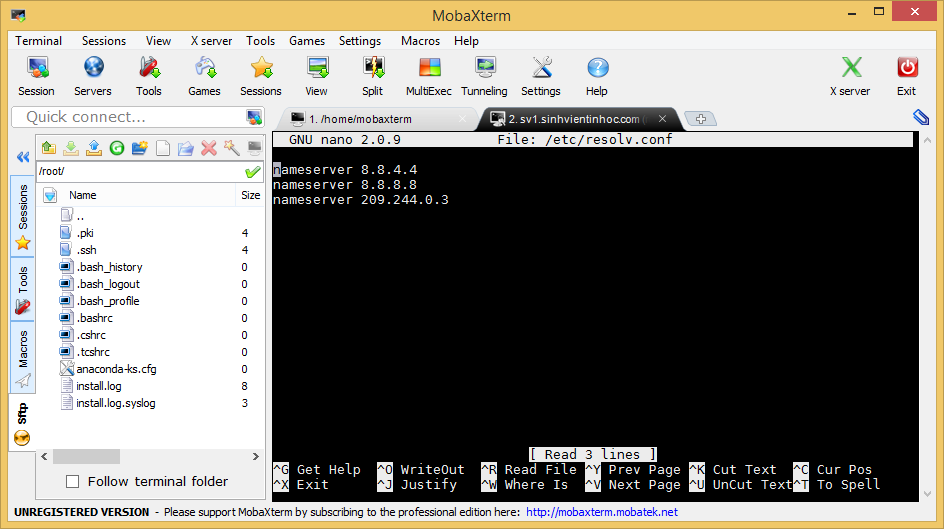 MobaXterm
Terminal Sessions View X server Tools Games Settings Macros Help
Session Servers Tools Games Sessions View Split MultiExec Tunneling Settings Help X server Exit
Quick connect...
1. /home/mobaxterm
2. sv1.sinhvientinhoc.com (
/root/
Name Size
..
.pki 4
.ssh 4
.bash_history 0
.bash_logout 0
.bash_profile 0
.bashrc 0
.cshrc 0
.tcshrc 0
anaconda-ks.cfg 0
install.log 8
install.log.syslog 3
Follow terminal folder
Sessions
Tools
Macros
Sftp
GNU nano 2.0.9 File: /etc/resolv.conf
nameserver 8.8.4.4
nameserver 8.8.8.8
nameserver 209.244.0.3
[ Read 3 lines ]
^G Get Help ^O WriteOut ^R Read File ^Y Prev Page ^K Cut Text ^C Cur Pos
^X Exit ^J Justify ^W Where Is ^V Next Page ^U UnCut Text^T To Spell
UNREGISTERED VERSION - Please support MobaXterm by subscribing to the professional edition here: http://mobaxterm.mobatek.net